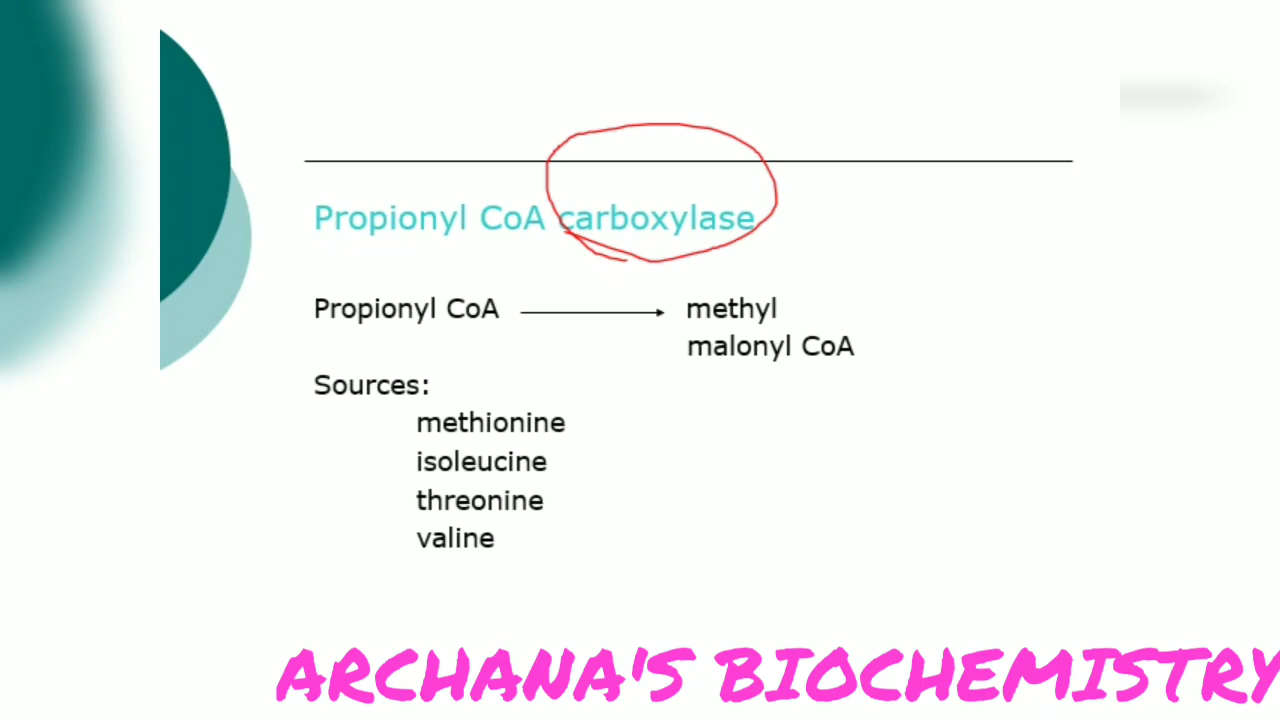 Propionyl CoA carboxylase
Propionyl CoA methyl
malonyl CoA
Sources:
methionine
isoleucine
threonine
valine
ARCHANA'S BIOCHEMISTRY